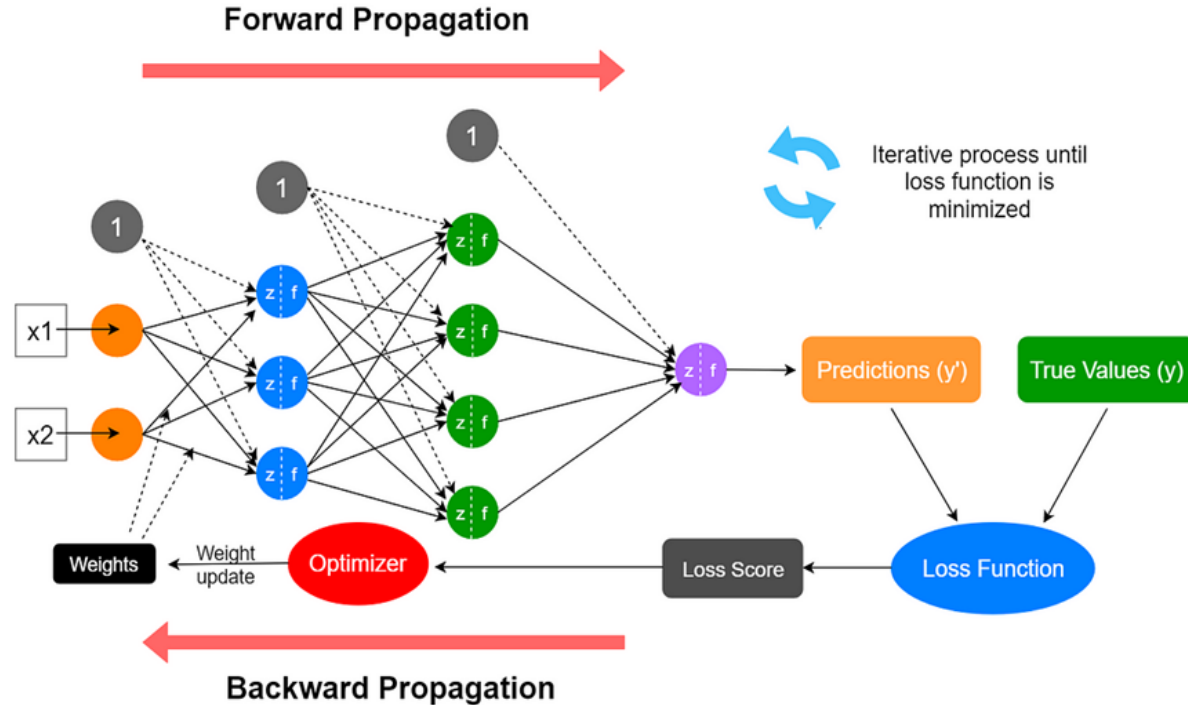 Forward Propagation
1
1
1
Iterative process until
loss function is
minimized
z f
z f
x1
z f
z f
z f
z f
Predictions (y')
True Values (y)
x2
z f
z f
Weights
Weight
update
Optimizer
Loss Score
Loss Function
Backward Propagation